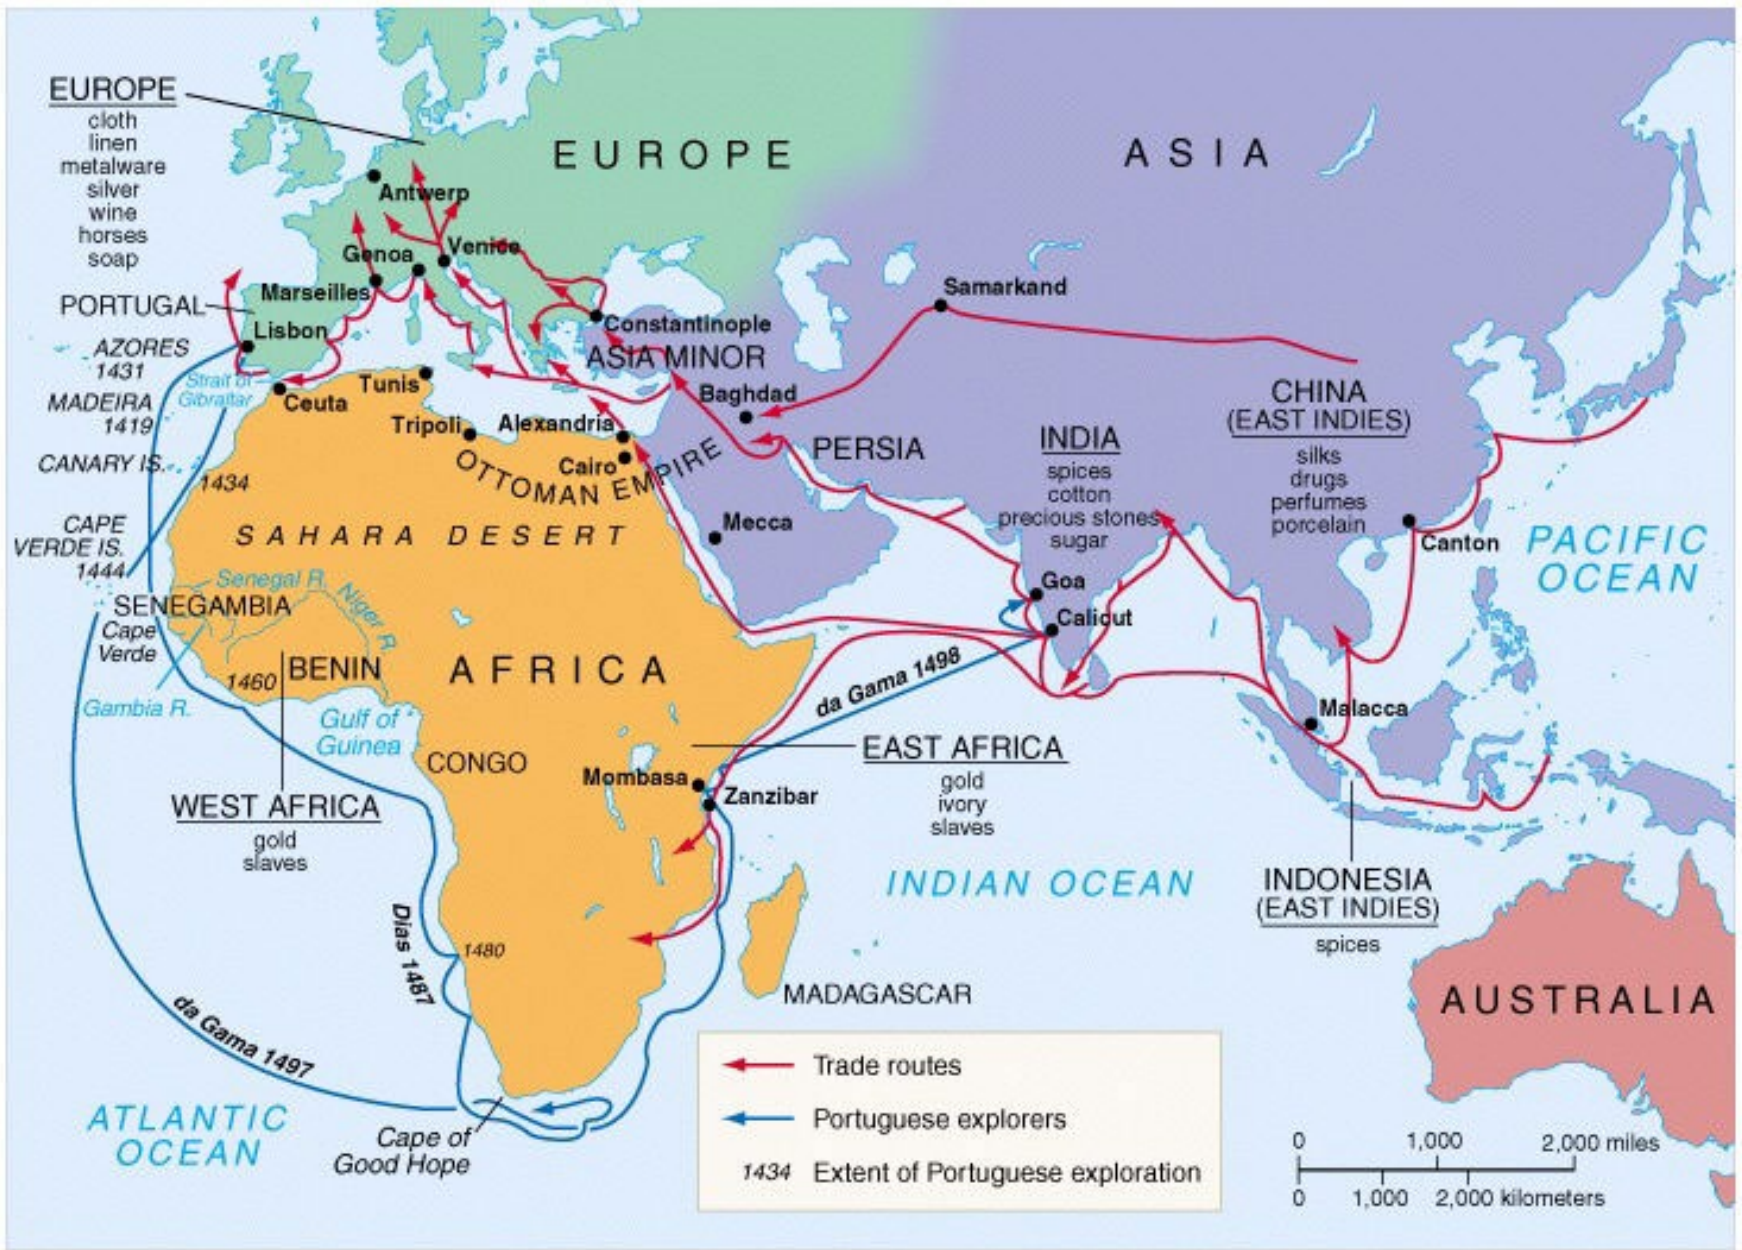 EUROPE
cloth
linen
metalware
silver
wine
horses
soap
EUROPE
ASIA
Antwerp
Genoa
Venice
Marseilles
PORTUGAL
Lisbon
Constantinople
ASIA MINOR
Samarkand
AZORES
1431
Strait of
Gibraltar
Ceuta
Tunis
MADEIRA
1419
Tripoli
Alexandria
Baghdad
CANARY IS.
1434
Cairo
OTTOMAN EMPIRE
PERSIA
INDIA
spices
cotton
precious stones
sugar
CHINA
(EAST INDIES)
silks
drugs
perfumes
porcelain
Canton
PACIFIC
OCEAN
CAPE
VERDE IS.
1444
SAHARA DESERT
Mecca
Senegal R.
Niger R.
SENEGAMBIA
Cape
Verde
Goa
Calicut
BENIN
AFRICA
1460
Gambia R.
Gulf of
Guinea
da Gama 1498
Malacca
CONGO
EAST AFRICA
gold
ivory
slaves
Mombasa
Zanzibar
WEST AFRICA
gold
slaves
INDIAN OCEAN
INDONESIA
(EAST INDIES)
spices
Dias 1487
1480
MADAGASCAR
AUSTRALIA
da Gama 1497
ATLANTIC
OCEAN
Cape of
Good Hope
Trade routes
Portuguese explorers
1434 Extent of Portuguese exploration
0 1,000 2,000 miles
0 1,000 2,000 kilometers